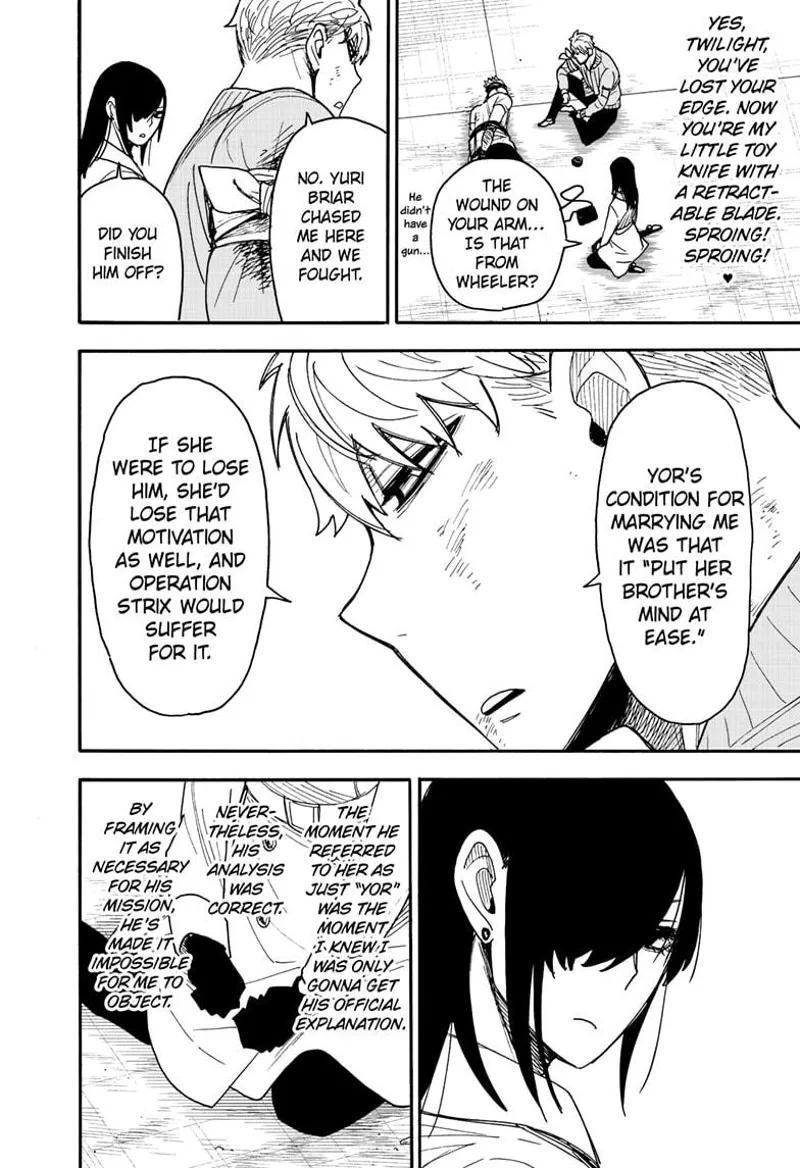 YES,
TWILIGHT,
YOU'VE
LOST YOUR
EDGE. NOW
YOU'RE MY
LITTLE TOY
KNIFE WITH
A RETRACT-
ABLE BLADE.
SPROING!
SPROING!
♥
THE
WOUND ON
YOUR ARM...
IS THAT
FROM
WHEELER?
He
didn't
have
a
gun...
NO. YURI
BRIAR
CHASED
ME HERE
AND WE
FOUGHT.
DID YOU
FINISH
HIM OFF?
YOR'S
CONDITION FOR
MARRYING ME
WAS THAT
IT "PUT HER
BROTHER'S
MIND AT
EASE."
IF SHE
WERE TO LOSE
HIM, SHE'D
LOSE THAT
MOTIVATION
AS WELL, AND
OPERATION
STRIX WOULD
SUFFER
FOR IT.
THE
MOMENT HE
REFERRED
TO HER AS
JUST "YOR"
WAS THE
MOMENT
I KNEW I
WAS ONLY
GONNA GET
HIS OFFICIAL
EXPLANATION.
NEVER-
THELESS,
HIS
ANALYSIS
WAS
CORRECT.
BY
FRAMING
IT AS
NECESSARY
FOR HIS
MISSION,
HE'S
MADE IT
IMPOSSIBLE
FOR ME TO
OBJECT.